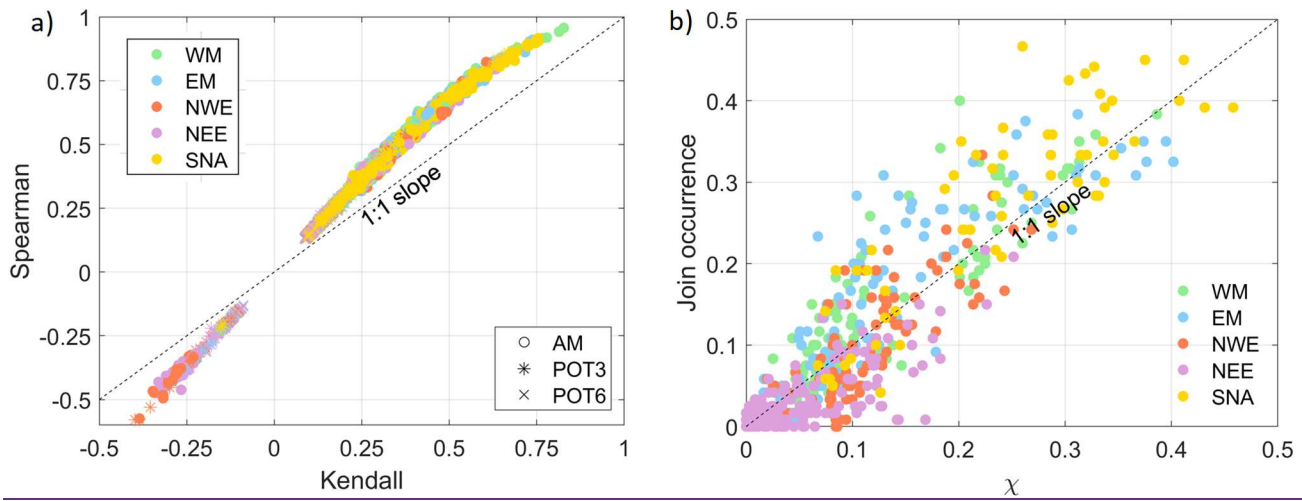 a)
1
0.75
0.5
0.25
0
-0.25
-0.5
-0.5
-0.25
0
0.25
0.5
0.75
1
Spearman
Kendall
WM
EM
NWE
NEE
SNA
1:1 slope
AM
POT3
POT6
b)
0.5
0.4
0.3
0.2
0.1
0
0
0.1
0.2
0.3
0.4
0.5
Join occurrence
χ
1:1 slope
WM
EM
NWE
NEE
SNA